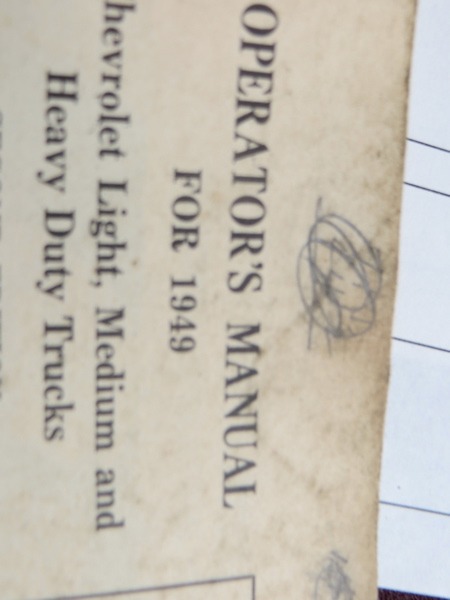 OPERATOR'S MANUAL
FOR 1949
hevrolet Light, Medium and
Heavy Duty Trucks